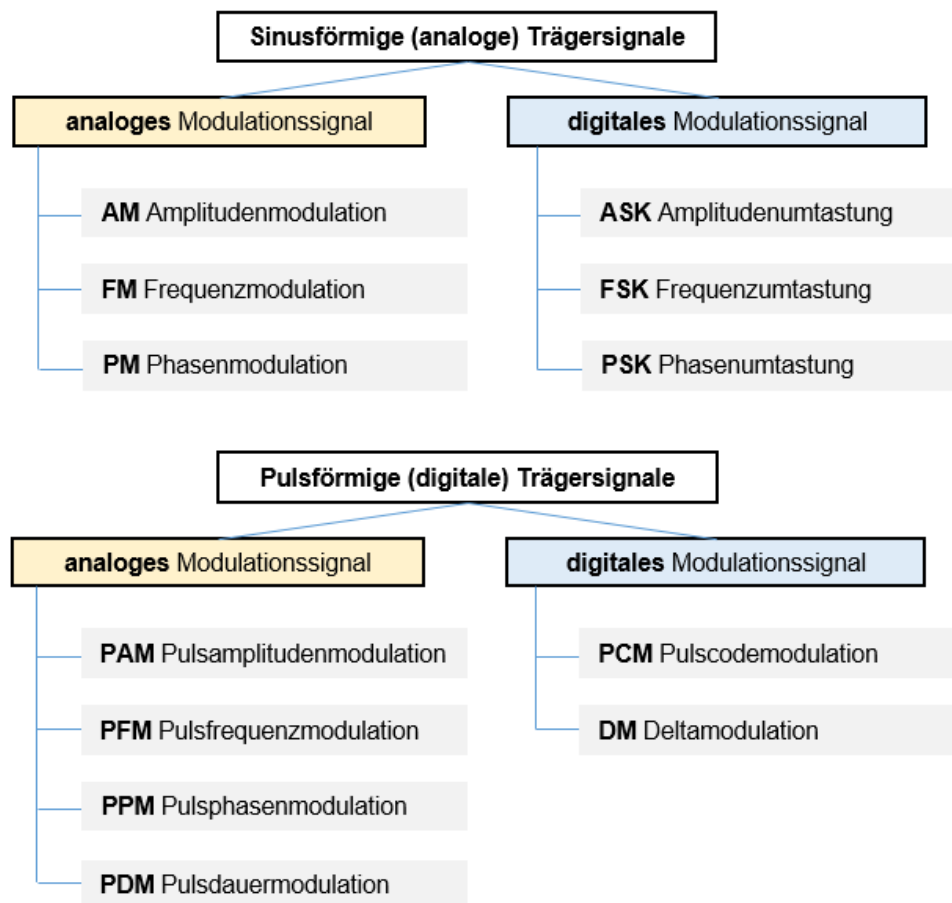 Sinusförmige (analoge) Trägersignale
analoges Modulationssignal
AM Amplitudenmodulation
FM Frequenzmodulation
PM Phasenmodulation
digitales Modulationssignal
ASK Amplitudenumtastung
FSK Frequenzumtastung
PSK Phasenumtastung
Pulsförmige (digitale) Trägersignale
analoges Modulationssignal
PAM Pulsamplitudenmodulation
PFM Pulsfrequenzmodulation
PPM Pulsphasenmodulation
PDM Pulsdauermodulation
digitales Modulationssignal
PCM Pulscodemodulation
DM Deltamodulation